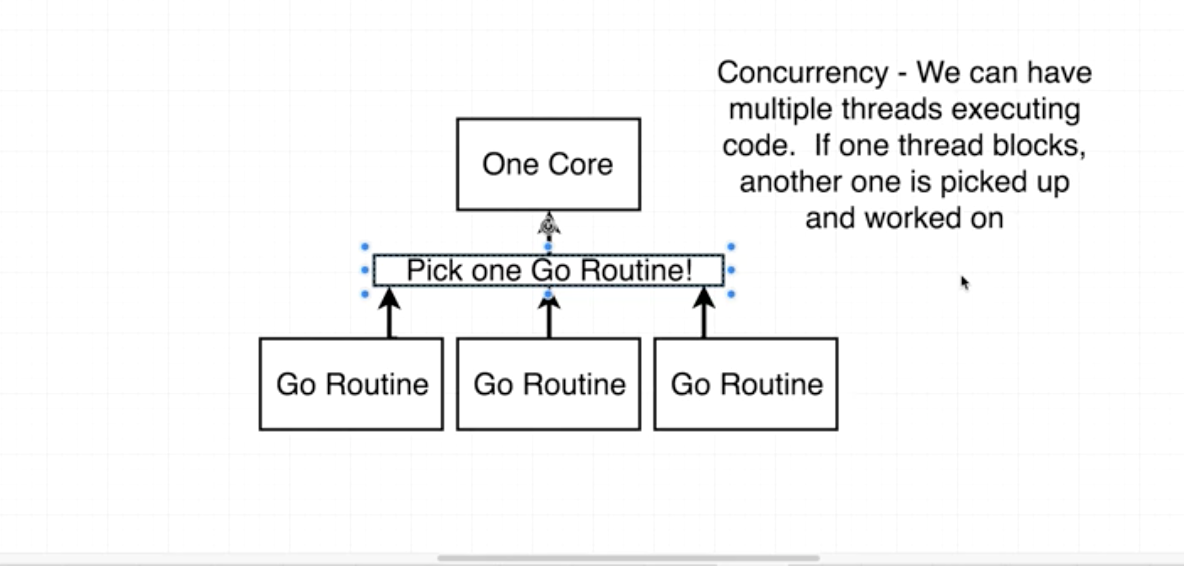 Concurrency - We can have
multiple threads executing
code.  If one thread blocks,
another one is picked up
and worked on
One Core
Pick one Go Routine!
Go Routine
Go Routine
Go Routine